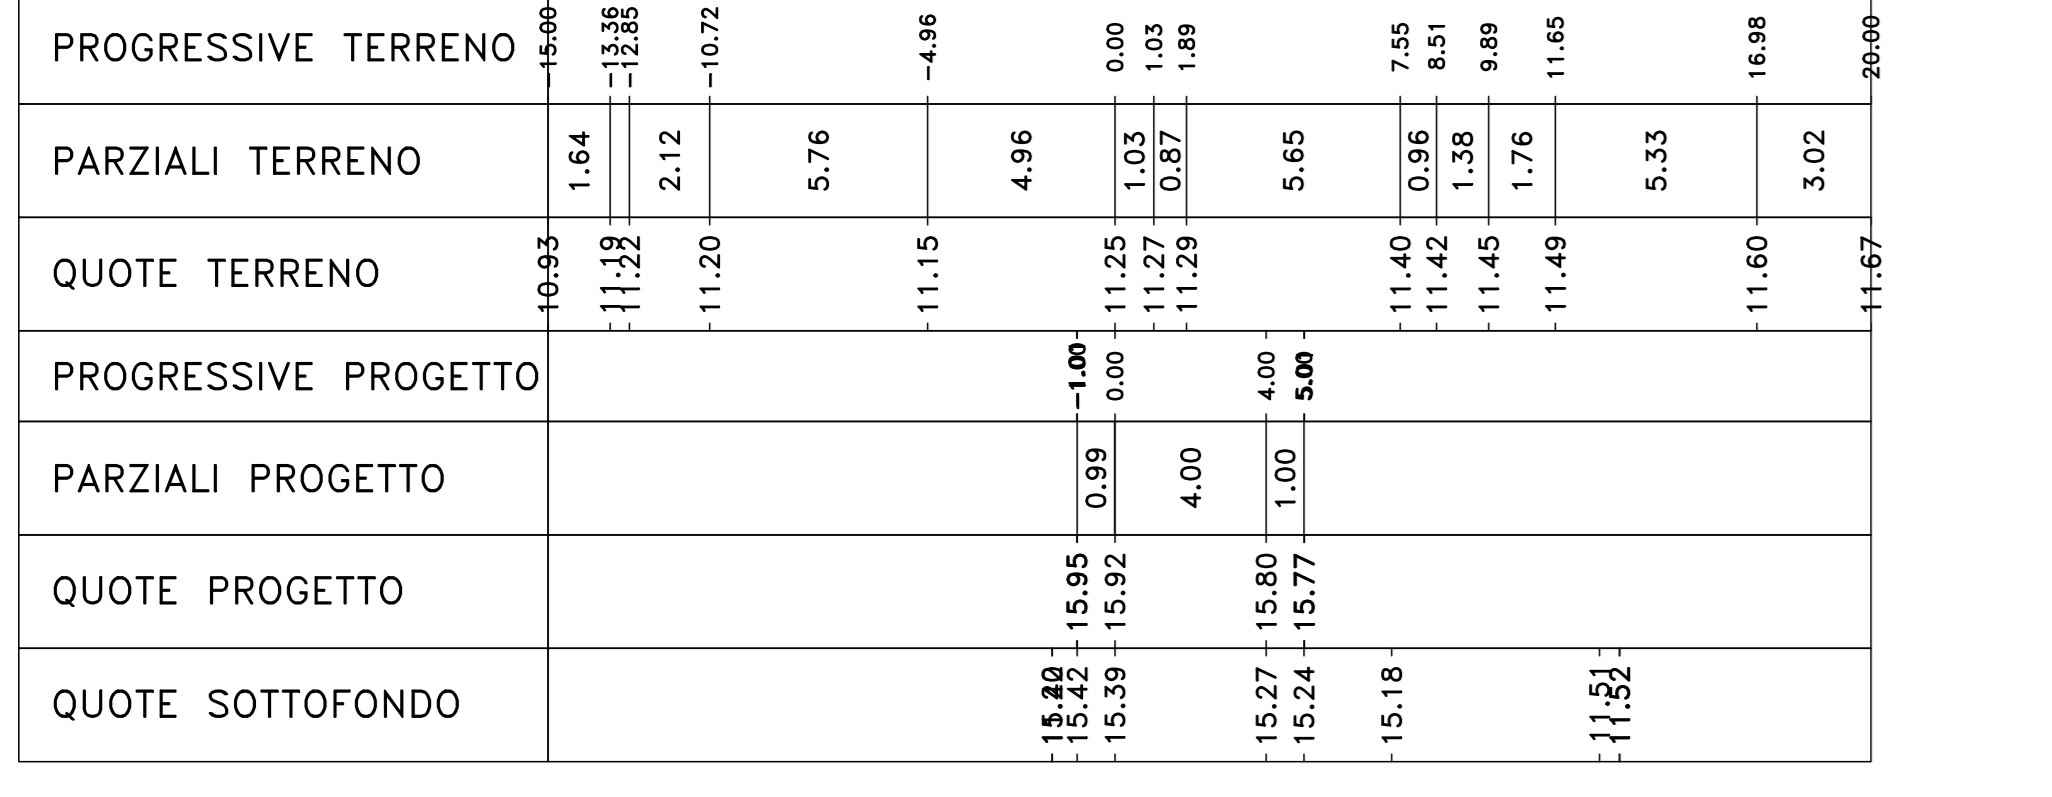 PROGRESSIVE TERRENO -15.00 -13.36 -12.85 -10.72 -4.96 0.00 1.03 1.89 7.55 8.51 9.89 11.65 16.98 20.00
PARZIALI TERRENO 1.64 2.12 5.76 4.96 1.03 0.87 5.65 0.96 1.38 1.76 5.33 3.02
QUOTE TERRENO 10.93 11.19 11.22 11.20 11.15 11.25 11.27 11.29 11.40 11.42 11.45 11.49 11.60 11.67
PROGRESSIVE PROGETTO -1.00 0.00 4.00 5.00
PARZIALI PROGETTO 0.99 4.00 1.00
QUOTE PROGETTO 15.95 15.92 15.80 15.77
QUOTE SOTTOFONDO 15.42 15.39 15.27 15.24 15.18 11.51 11.52